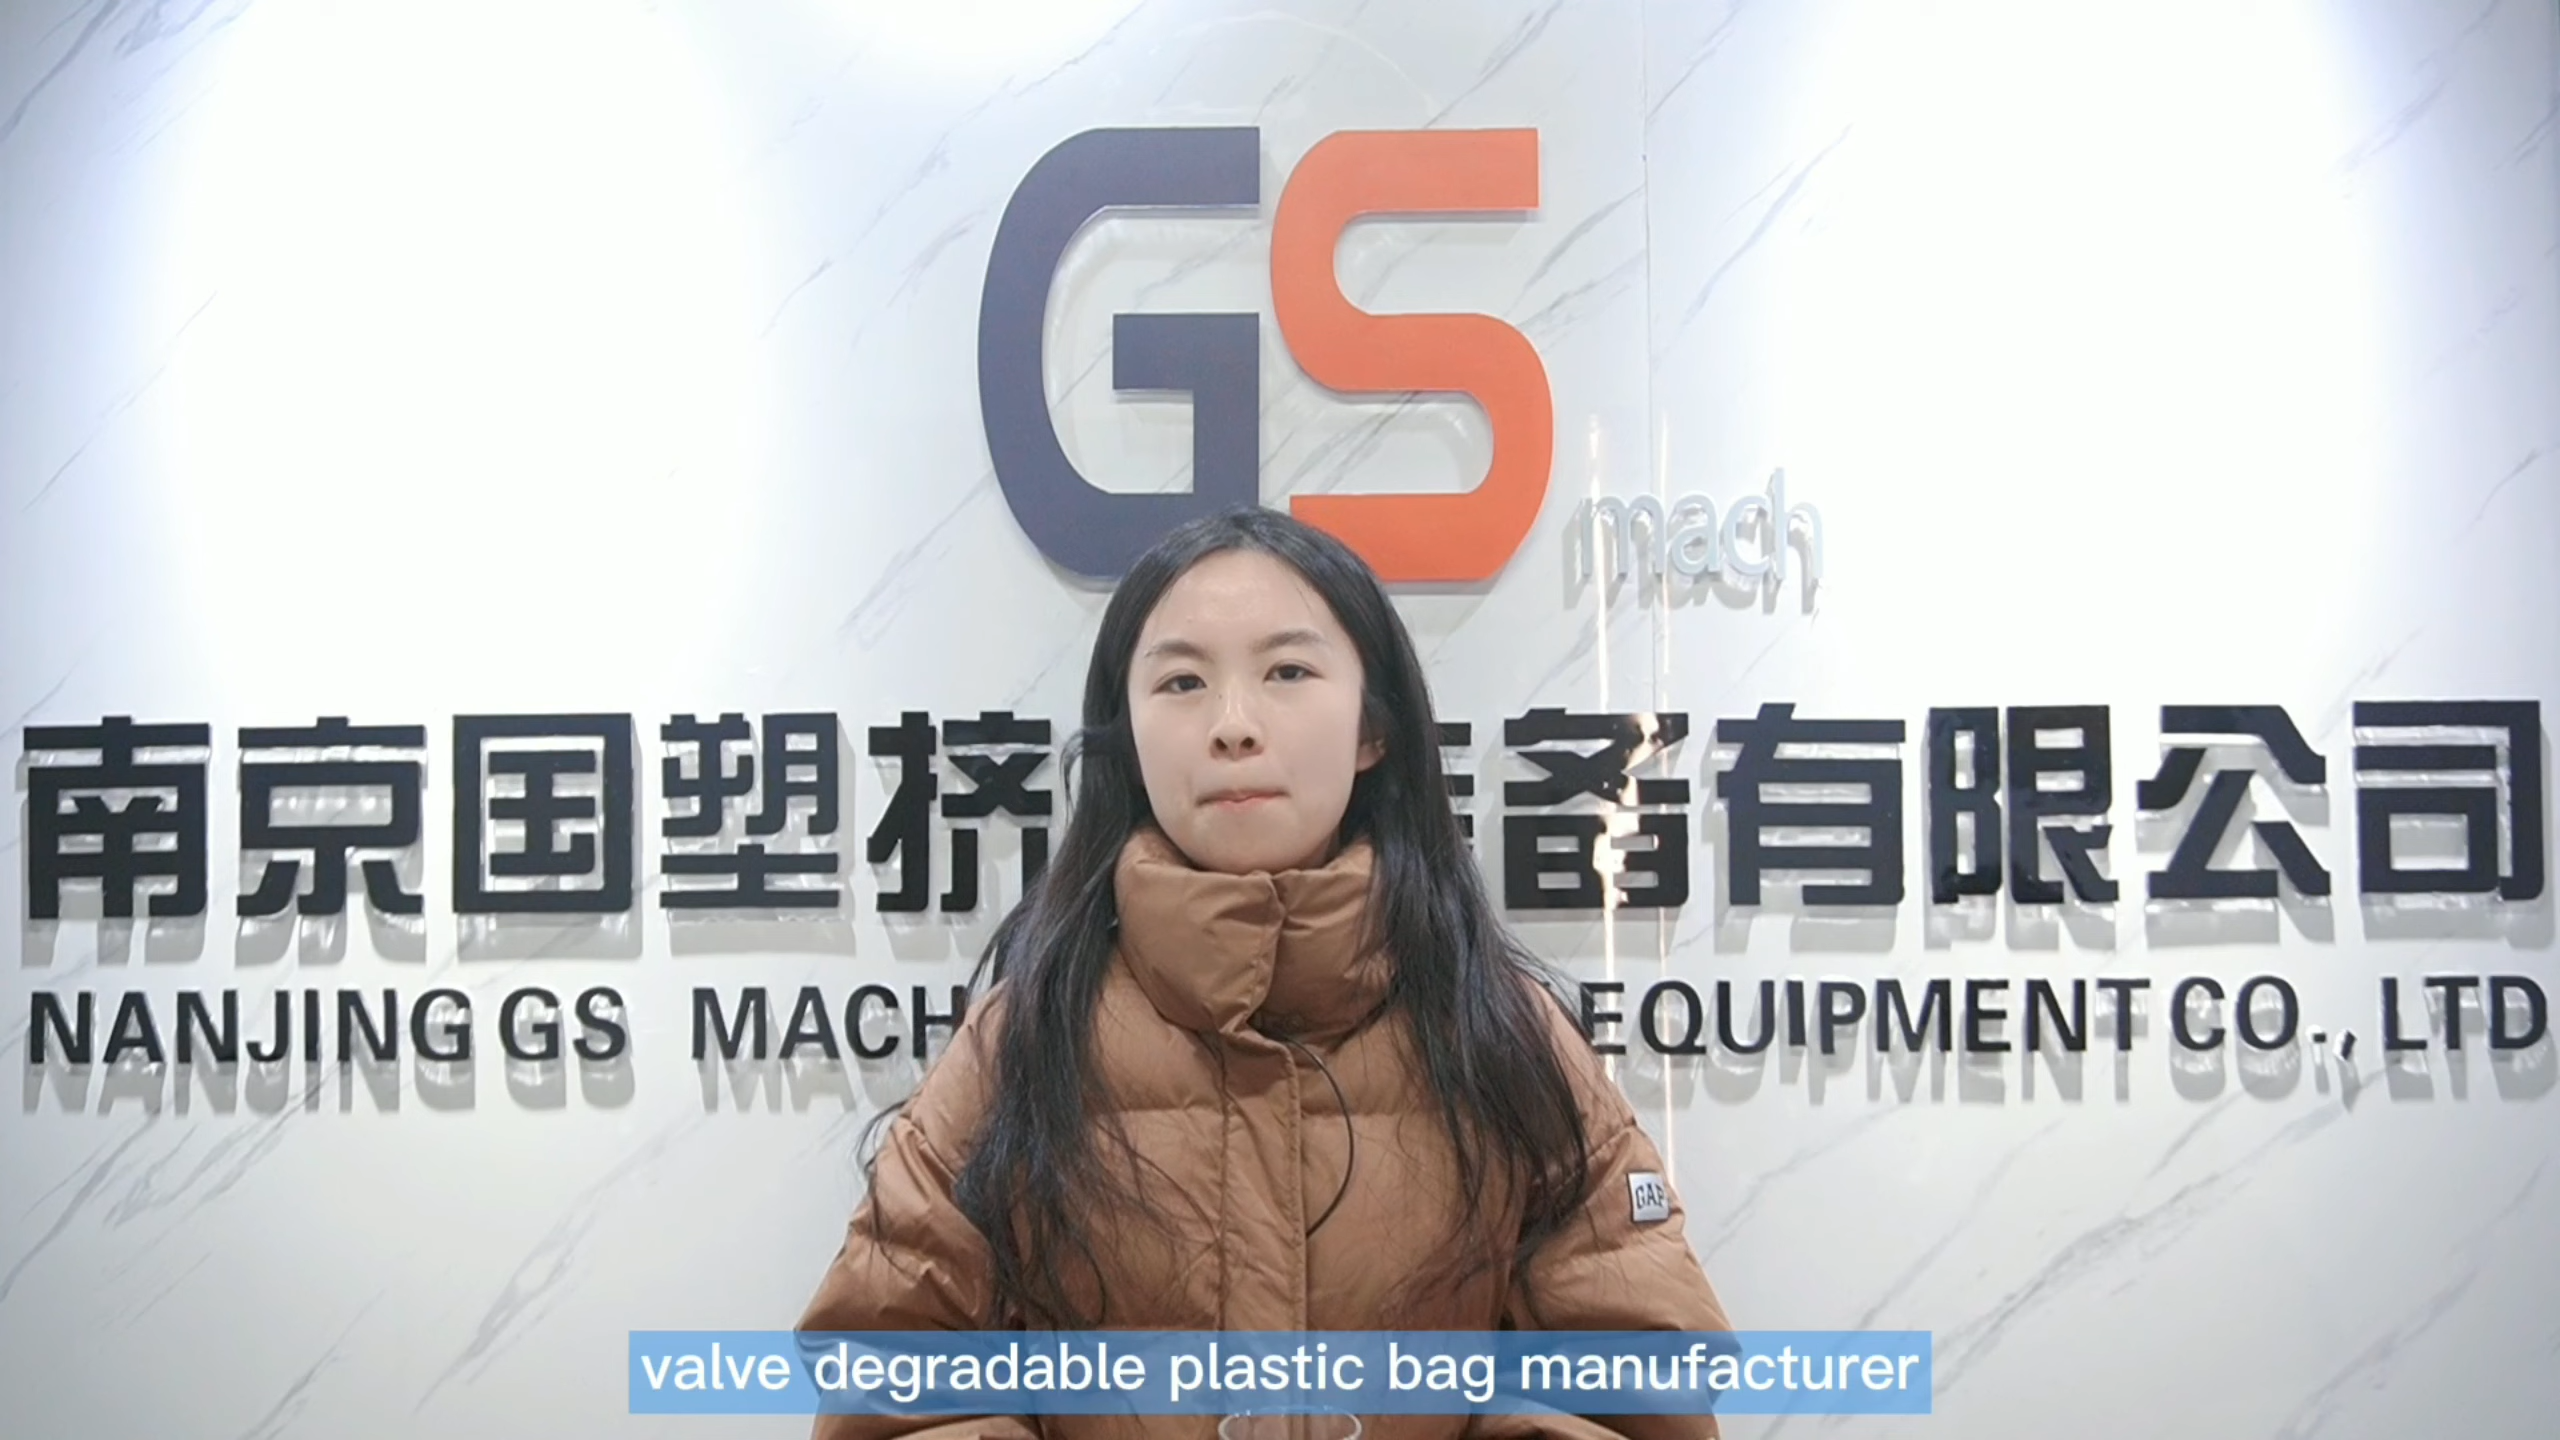 GS
mach
南京国塑挤 备有限公司
NANJING GS EQUIPMENT CO., LTD
GAP
valve degradable plastic bag manufacturer